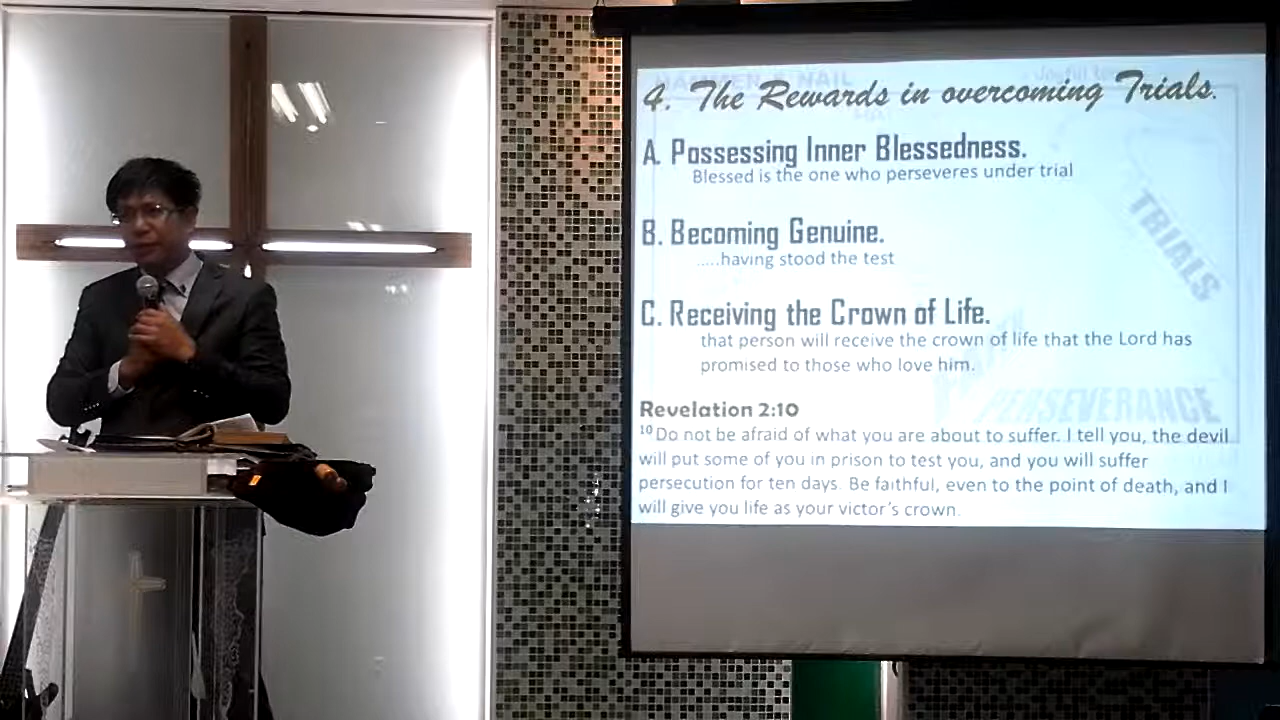 HAMMER & NAIL
Joyful
4. The Rewards in overcoming Trials.
A. Possessing Inner Blessedness.
Blessed is the one who perseveres under trial
TRIALS
B. Becoming Genuine.
.....having stood the test
C. Receiving the Crown of Life.
that person will receive the crown of life that the Lord has
promised to those who love him.
PERSEVERANCE
Revelation 2:10
10 Do not be afraid of what you are about to suffer. I tell you, the devil
will put some of you in prison to test you, and you will suffer
persecution for ten days. Be faithful, even to the point of death, and I
will give you life as your victor's crown.